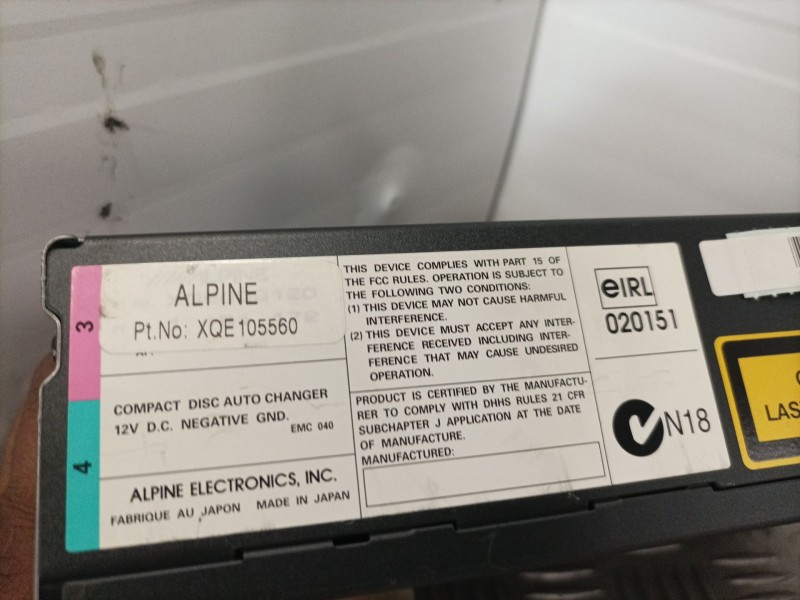 3
4
ALPINE
Pt.No: XQE105560
COMPACT DISC AUTO CHANGER
12V D.C. NEGATIVE GND.
EMC 040
ALPINE ELECTRONICS, INC.
FABRIQUE AU JAPON MADE IN JAPAN
THIS DEVICE COMPLIES WITH PART 15 OF
THE FCC RULES. OPERATION IS SUBJECT TO
THE FOLLOWING TWO CONDITIONS:
(1) THIS DEVICE MAY NOT CAUSE HARMFUL
INTERFERENCE.
(2) THIS DEVICE MUST ACCEPT ANY INTER-
FERENCE RECEIVED INCLUDING INTER-
FERENCE THAT MAY CAUSE UNDESIRED
OPERATION.
PRODUCT IS CERTIFIED BY THE MANUFACTU-
RER TO COMPLY WITH DHHS RULES 21 CFR
SUBCHAPTER J APPLICATION AT THE DATE
OF MANUFACTURE.
MANUFACTURED:
eIRL
020151
N18
LAS